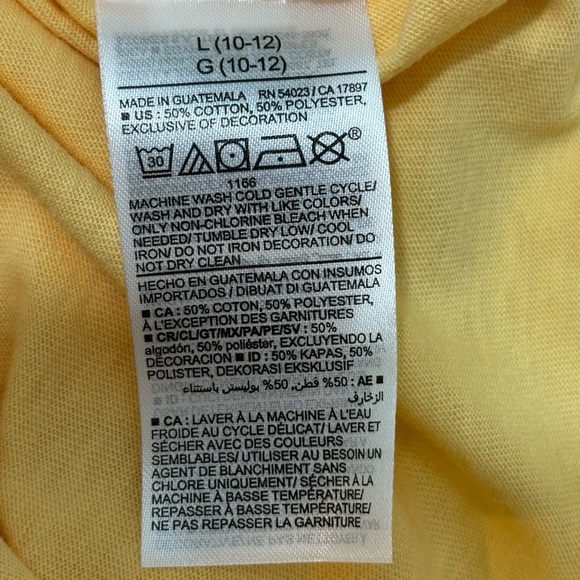 L (10-12)
G (10-12)
MADE IN GUATEMALA RN 54023 / CA 17897
■ US : 50% COTTON, 50% POLYESTER,
EXCLUSIVE OF DECORATION
30 ®
1166
MACHINE WASH COLD GENTLE CYCLE/
WASH AND DRY WITH LIKE COLORS/
ONLY NON-CHLORINE BLEACH WHEN
NEEDED/ TUMBLE DRY LOW/ COOL
IRON/ DO NOT IRON DECORATION/ DO
NOT DRY CLEAN
HECHO EN GUATEMALA CON INSUMOS
IMPORTADOS / DIBUAT DI GUATEMALA
■ CA : 50% COTON, 50% POLYESTER,
À L'EXCEPTION DES GARNITURES
■ CR/CL/GT/MX/PA/PE/SV : 50%
algodón, 50% poliéster, EXCLUYENDO LA
DECORACIÓN ■ ID : 50% KAPAS, 50%
POLISTER, DEKORASI EKSKLUSIF
■ AE : 50% قطن, 50% بوليستر باستثناء
الزخارف
■ CA : LAVER À LA MACHINE À L'EAU
FROIDE AU CYCLE DÉLICAT/ LAVER ET
SÉCHER AVEC DES COULEURS
SEMBLABLES/ UTILISER AU BESOIN UN
AGENT DE BLANCHIMENT SANS
CHLORE UNIQUEMENT/ SÉCHER À LA
MACHINE À BASSE TEMPÉRATURE/
REPASSER À BASSE TEMPÉRATURE/
NE PAS REPASSER LA GARNITURE